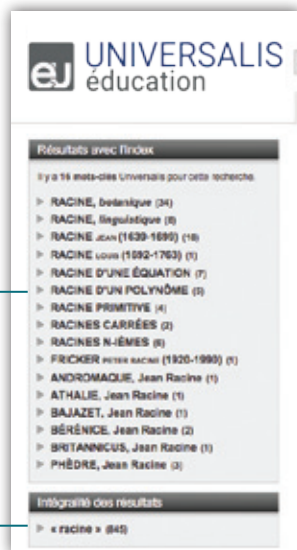 eu UNIVERSALIS
éducation
Résultats avec l'Index
Il y a 16 mots-clés Universalis pour cette recherche.
RACINE, botanique (34)
RACINE, linguistique (8)
RACINE JEAN (1639-1699) (18)
RACINE LOUIS (1692-1763) (1)
RACINE D'UNE ÉQUATION (7)
RACINE D'UN POLYNÔME (5)
RACINE PRIMITIVE (4)
RACINES CARRÉES (2)
RACINES N-IÈMES (6)
FRICKER PETER RACINE (1920-1990) (1)
ANDROMAQUE, Jean Racine (1)
ATHALIE, Jean Racine (1)
BAJAZET, Jean Racine (1)
BÉRÉNICE, Jean Racine (2)
BRITANNICUS, Jean Racine (1)
PHÈDRE, Jean Racine (3)
Intégralité des résultats
« racine » (845)